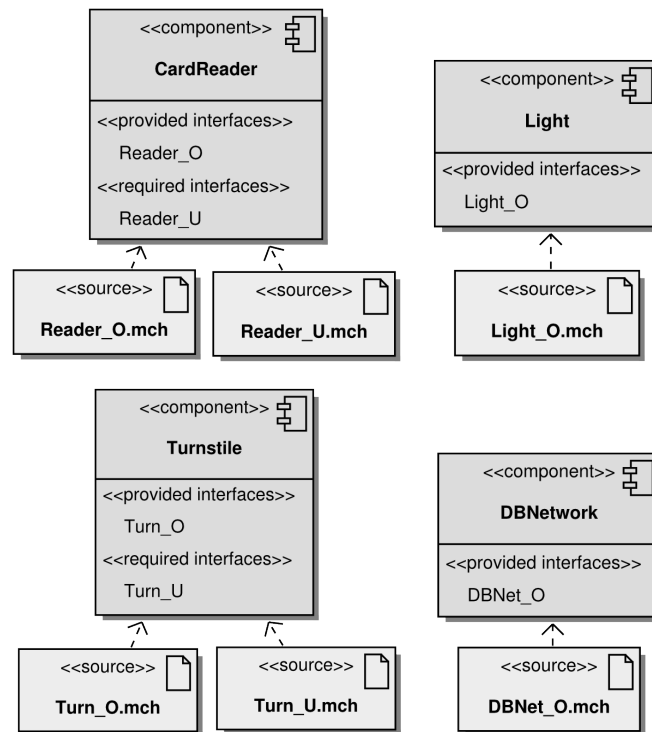 <<component>>
CardReader
<<provided interfaces>>
Reader_O
<<required interfaces>>
Reader_U
<<source>>
Reader_O.mch
<<source>>
Reader_U.mch
<<component>>
Light
<<provided interfaces>>
Light_O
<<source>>
Light_O.mch
<<component>>
Turnstile
<<provided interfaces>>
Turn_O
<<required interfaces>>
Turn_U
<<source>>
Turn_O.mch
<<source>>
Turn_U.mch
<<component>>
DBNetwork
<<provided interfaces>>
DBNet_O
<<source>>
DBNet_O.mch